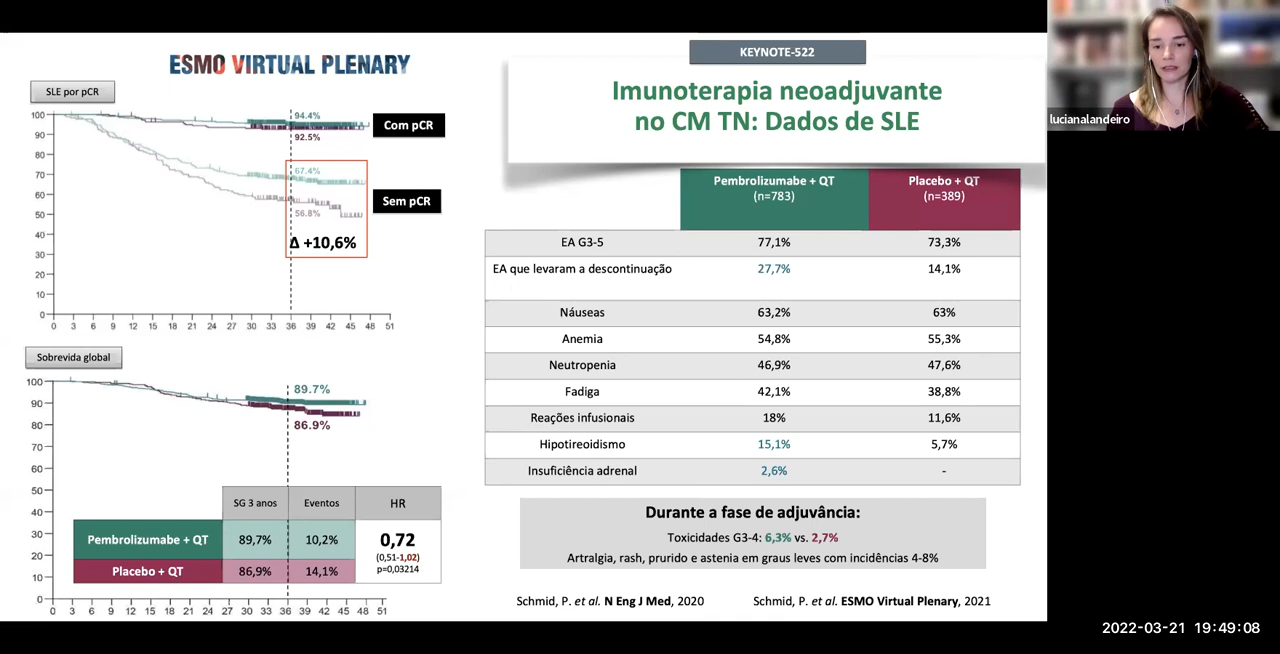 ESMO VIRTUAL PLENARY
SLE por pCR
100
90
80
70
60
50
40
30
20
10
0
94.4%
92.5%
67.4%
56.8%
Δ +10,6%
Com pCR
Sem pCR
0 3 6 9 12 15 18 21 24 27 30 33 36 39 42 45 48 51
Sobrevida global
100
90
80
70
60
50
40
30
20
10
0
89.7%
86.9%
SG 3 anos Eventos HR
Pembrolizumabe + QT 89,7% 10,2% 0,72
(0,51-1,02)
p=0,03214
Placebo + QT 86,9% 14,1%
0 3 6 9 12 15 18 21 24 27 30 33 36 39 42 45 48 51
KEYNOTE-522
Imunoterapia neoadjuvante
no CM TN: Dados de SLE
Pembrolizumabe + QT Placebo + QT
(n=783) (n=389)
EA G3-5 77,1% 73,3%
EA que levaram a descontinuação 27,7% 14,1%
Náuseas 63,2% 63%
Anemia 54,8% 55,3%
Neutropenia 46,9% 47,6%
Fadiga 42,1% 38,8%
Reações infusionais 18% 11,6%
Hipotireoidismo 15,1% 5,7%
Insuficiência adrenal 2,6% -
Durante a fase de adjuvância:
Toxicidades G3-4: 6,3% vs. 2,7%
Artralgia, rash, prurido e astenia em graus leves com incidências 4-8%
Schmid, P. et al. N Eng J Med, 2020 Schmid, P. et al. ESMO Virtual Plenary, 2021
lucianalandeiro
2022-03-21 19:49:08